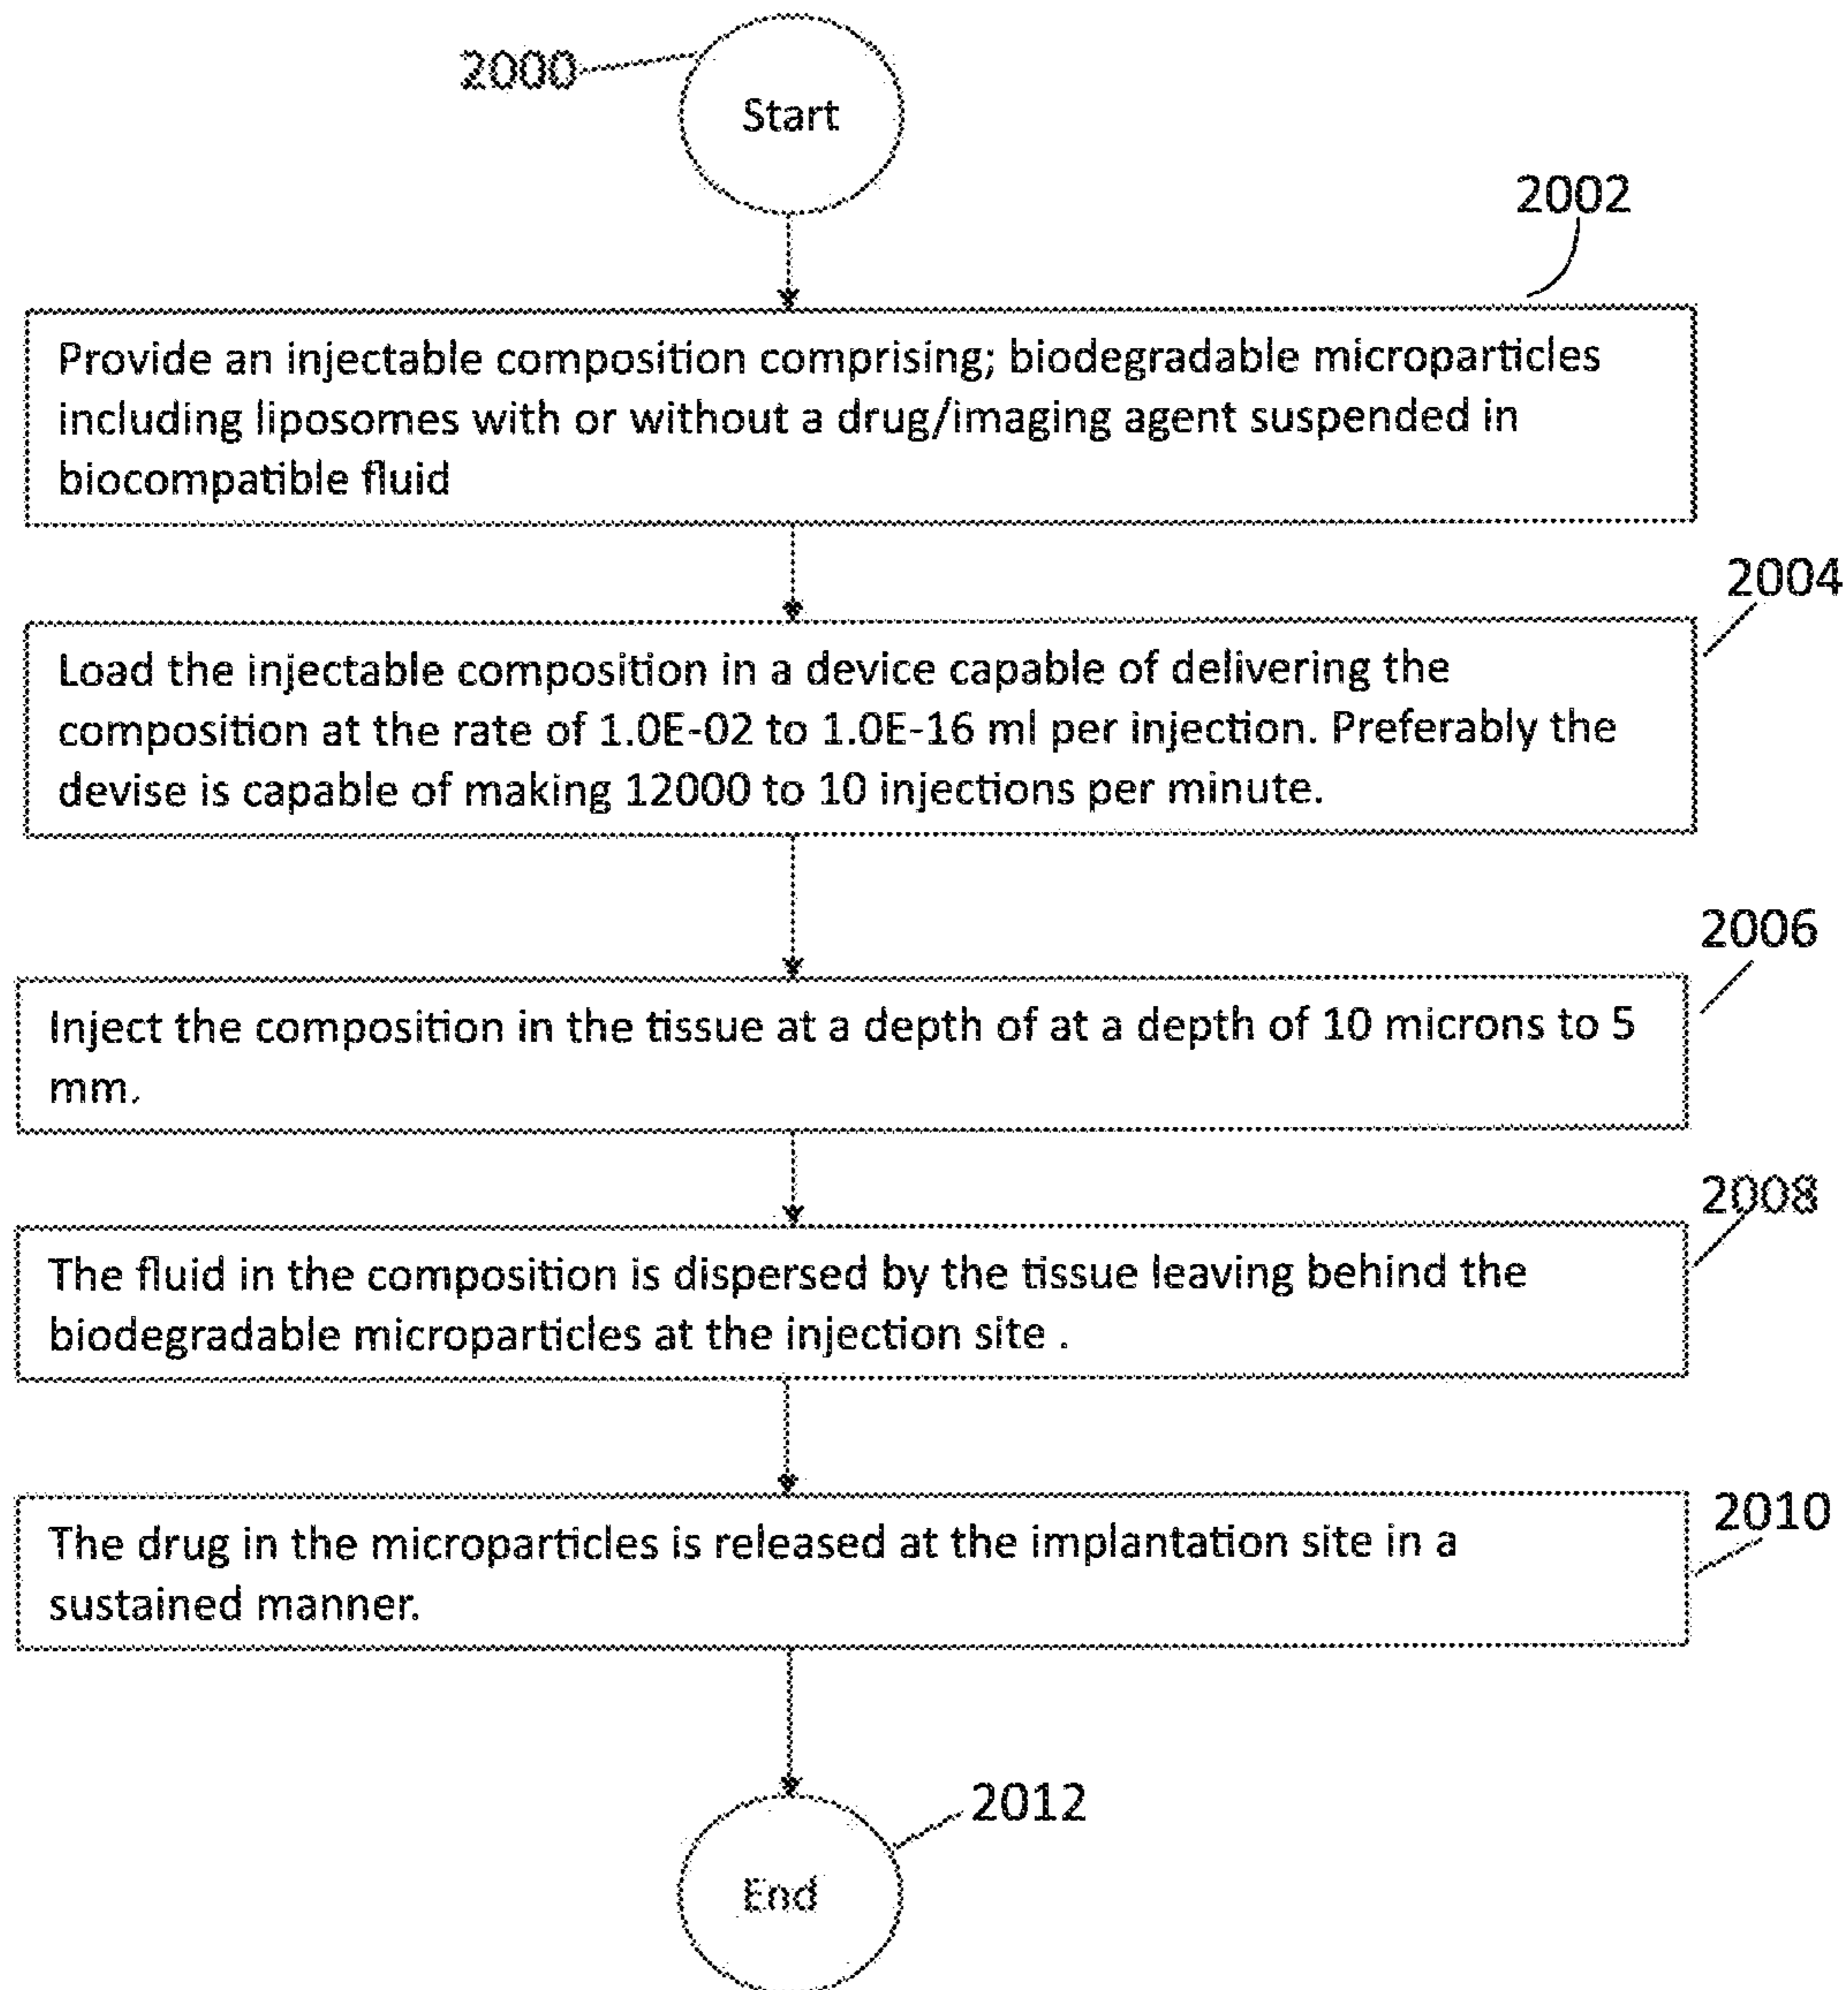 2000
Start
2002
Provide an injectable composition comprising; biodegradable microparticles
including liposomes with or without a drug/imaging agent suspended in
biocompatible fluid
2004
Load the injectable composition in a device capable of delivering the
composition at the rate of 1.0E-02 to 1.0E-16 ml per injection. Preferably the
devise is capable of making 12000 to 10 injections per minute.
2006
Inject the composition in the tissue at a depth of at a depth of 10 microns to 5
mm.
2008
The fluid in the composition is dispersed by the tissue leaving behind the
biodegradable microparticles at the injection site .
2010
The drug in the microparticles is released at the implantation site in a
sustained manner.
2012
End